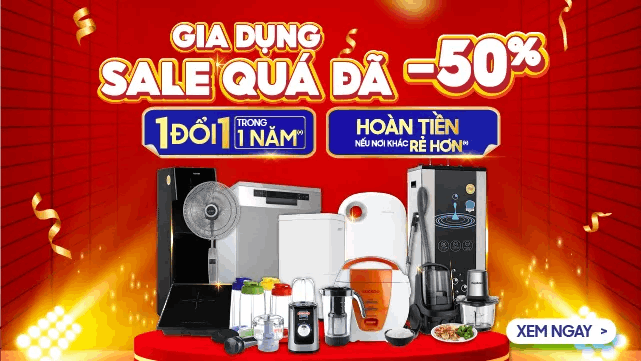 GIA DỤNG
SALE QUÁ ĐÃ -50%
1 ĐỔI 1 TRONG 1 NĂM(*)
HOÀN TIỀN
NẾU NƠI KHÁC RẺ HƠN(*)
XEM NGAY >